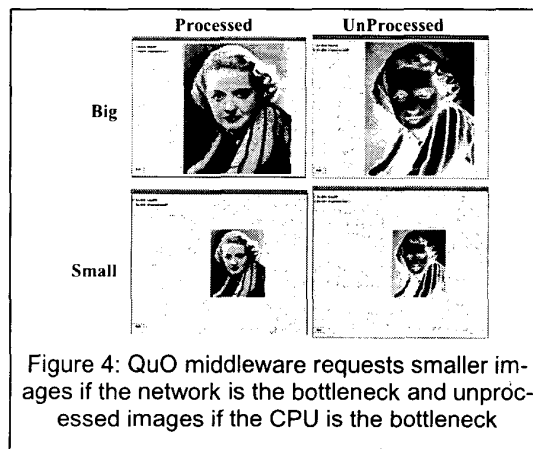 Processed UnProcessed
Big
Small
Figure 4: QuO middleware requests smaller im-
ages if the network is the bottleneck and unproc-
essed images if the CPU is the bottleneck